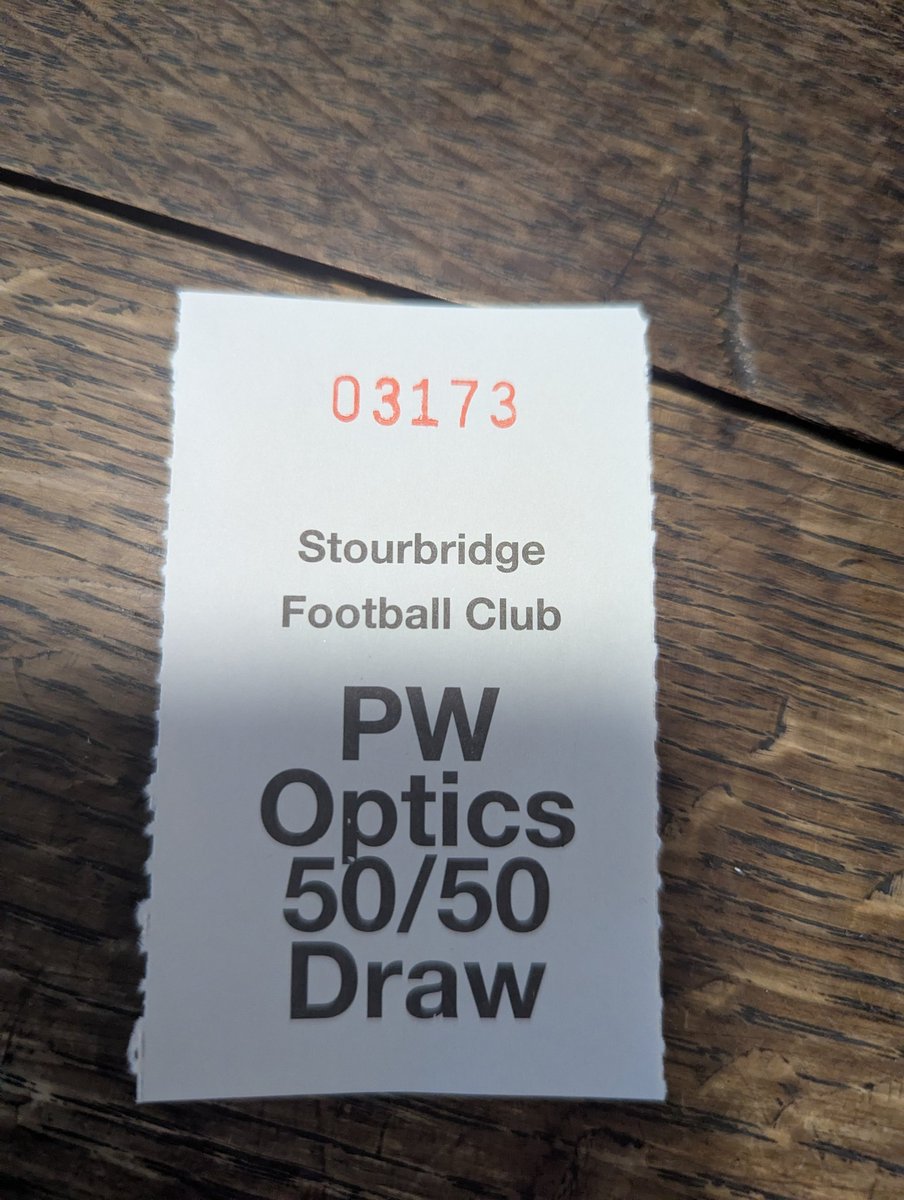 03173
Stourbridge
Football Club
PW
Optics
50/50
Draw